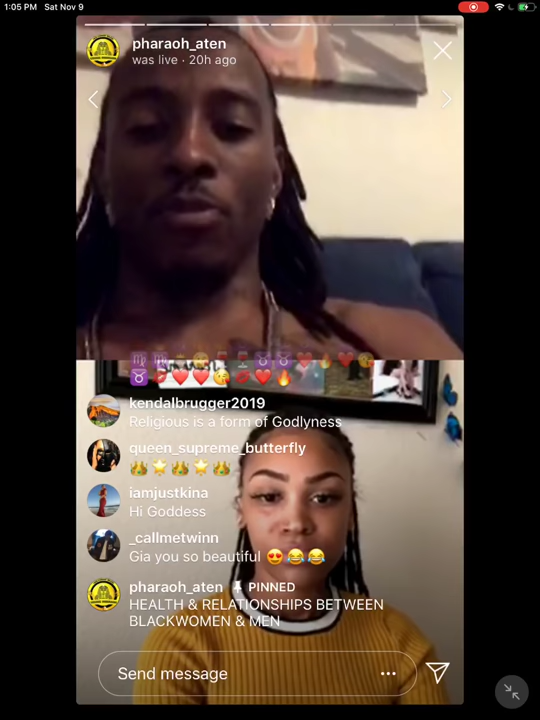 1:05 PM Sat Nov 9
pharaoh_aten
was live · 20h ago
kendalbrugger2019
Religious is a form of Godlyness
queen_supreme_butterfly
iamjustkina
Hi Goddess
_callmetwinn
Gia you so beautiful 😍😂😂
pharaoh_aten PINNED
HEALTH & RELATIONSHIPS BETWEEN
BLACKWOMEN & MEN
Send message